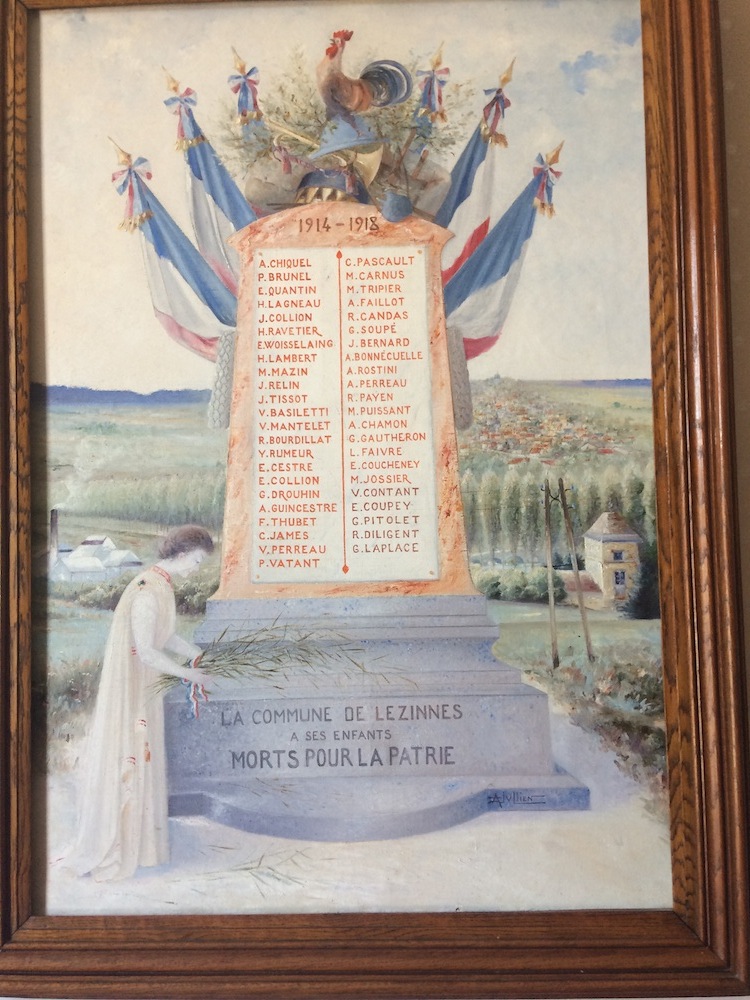 1914-1918
A.CHIQUEL
P.BRUNEL
E.QUANTIN
H.LAGNEAU
J.COLLION
H.RAVETIER
E.WOISSELAING
H.LAMBERT
M.MAZIN
J.RELIN
J.TISSOT
V.BASILETTI
V.MANTELET
R.BOURDILLAT
Y.RUMEUR
E.CESTRE
E.COLLION
G.DROUHIN
A.GUINCESTRE
F.THUBET
C.JAMES
V.PERREAU
P.VATANT
C.PASCAULT
M.CARNUS
M.TRIPIER
A.FAILLOT
R.CANDAS
G.SOUPÉ
J.BERNARD
A.BONNÉCUELLE
A.ROSTINI
A.PERREAU
R.PAYEN
M.PUISSANT
A.CHAMON
G.GAUTHERON
L.FAIVRE
E.COUCHENEY
M.JOSSIER
V.CONTANT
E.COUPEY
G.PITOLET
R.DILIGENT
G.LAPLACE
LA COMMUNE DE LEZINNES
A SES ENFANTS
MORTS POUR LA PATRIE
A Jullien